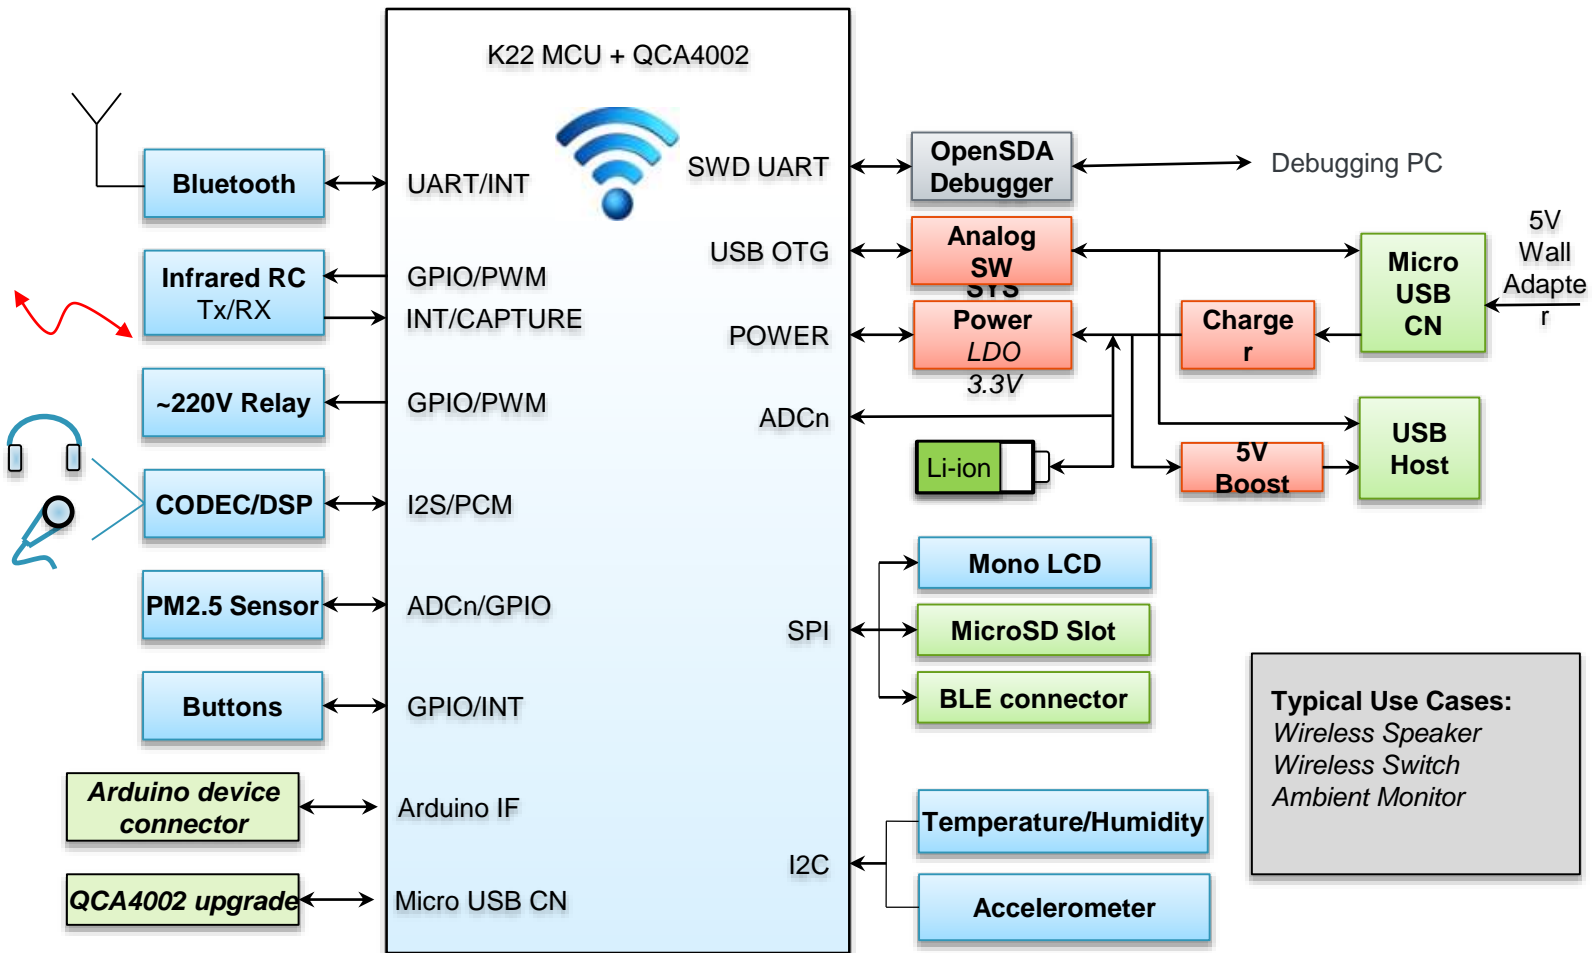 K22 MCU + QCA4002
Bluetooth
UART/INT
Infrared RC
Tx/RX
GPIO/PWM
INT/CAPTURE
~220V Relay
GPIO/PWM
CODEC/DSP
I2S/PCM
PM2.5 Sensor
ADCn/GPIO
Buttons
GPIO/INT
Arduino device
connector
Arduino IF
QCA4002 upgrade
Micro USB CN
SWD UART
OpenSDA
Debugger
Debugging PC
USB OTG
Analog
SW
POWER
SYS
Power
LDO
3.3V
Charge
r
Micro
USB
CN
5V
Wall
Adapte
r
ADCn
Li-ion
5V
Boost
USB
Host
SPI
Mono LCD
MicroSD Slot
BLE connector
I2C
Temperature/Humidity
Accelerometer
Typical Use Cases:
Wireless Speaker
Wireless Switch
Ambient Monitor